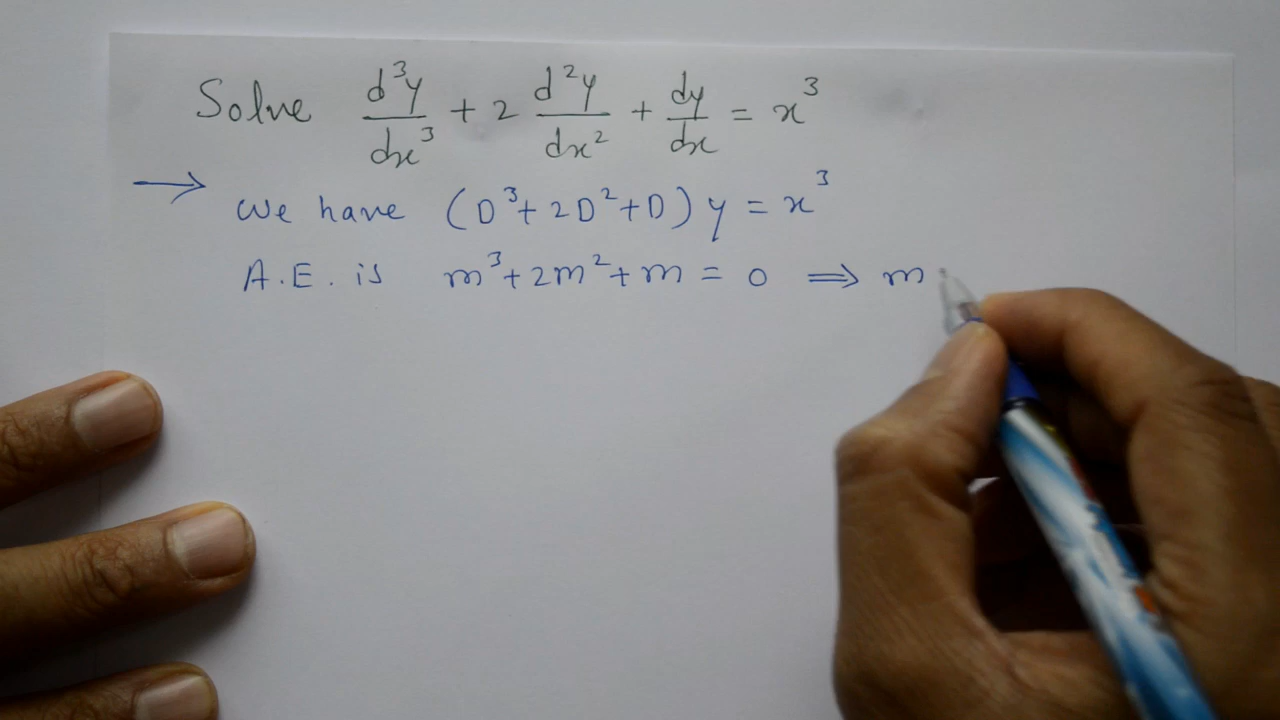 Solve d³y/dx³ + 2 d²y/dx² + dy/dx = x³
→ We have (D³+2D²+D) y = x³
A.E. is m³+2m²+m = 0 ⇒ m